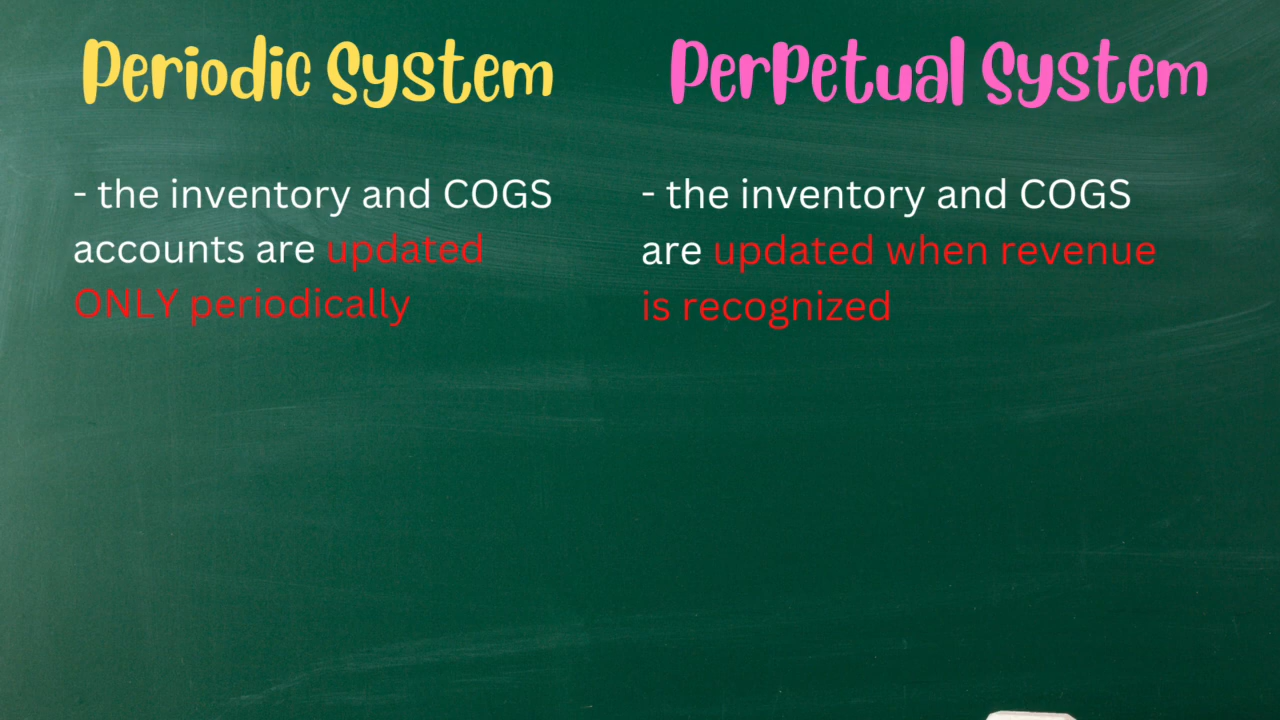 Periodic System
- the inventory and COGS
accounts are updated
ONLY periodically
Perpetual System
- the inventory and COGS
are updated when revenue
is recognized